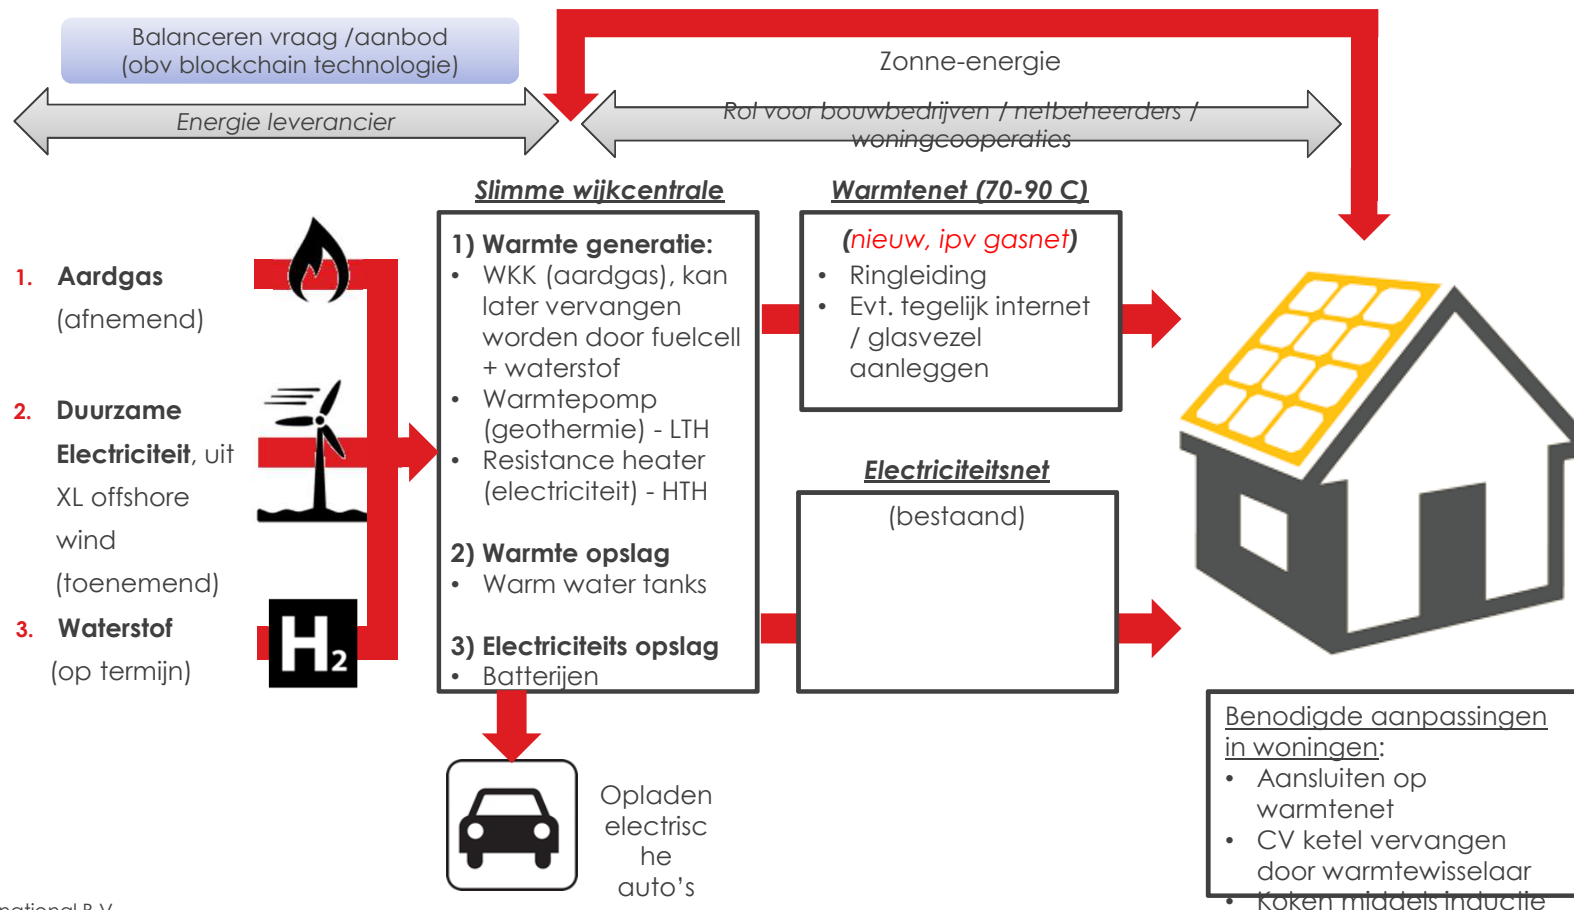 Balanceren vraag /aanbod
(obv blockchain technologie)
Zonne-energie
Energie leverancier
Rol voor bouwbedrijven / netbeheerders /
woningcooperaties
1. Aardgas
(afnemend)
2. Duurzame
Electriciteit, uit
XL offshore
wind
(toenemend)
3. Waterstof
(op termijn)
H2
Slimme wijkcentrale
1) Warmte generatie:
• WKK (aardgas), kan
later vervangen
worden door fuelcell
+ waterstof
• Warmtepomp
(geothermie) - LTH
• Resistance heater
(electriciteit) - HTH
2) Warmte opslag
• Warm water tanks
3) Electriciteits opslag
• Batterijen
Opladen
electrisc
he
auto's
Warmtenet (70-90 C)
(nieuw, ipv gasnet)
• Ringleiding
• Evt. tegelijk internet
/ glasvezel
aanleggen
Electriciteitsnet
(bestaand)
Benodigde aanpassingen
in woningen:
• Aansluiten op
warmtenet
• CV ketel vervangen
door warmtewisselaar
• Koken middels inductie